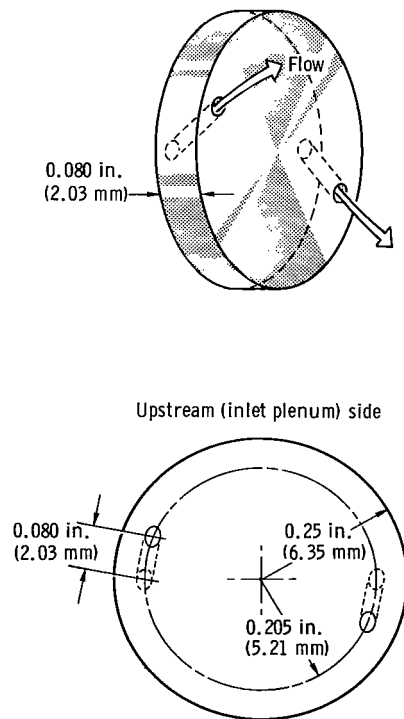 Flow
0.080 in.
(2.03 mm)
Upstream (inlet plenum) side
0.080 in.
(2.03 mm)
0.25 in.
(6.35 mm)
0.205 in.
(5.21 mm)